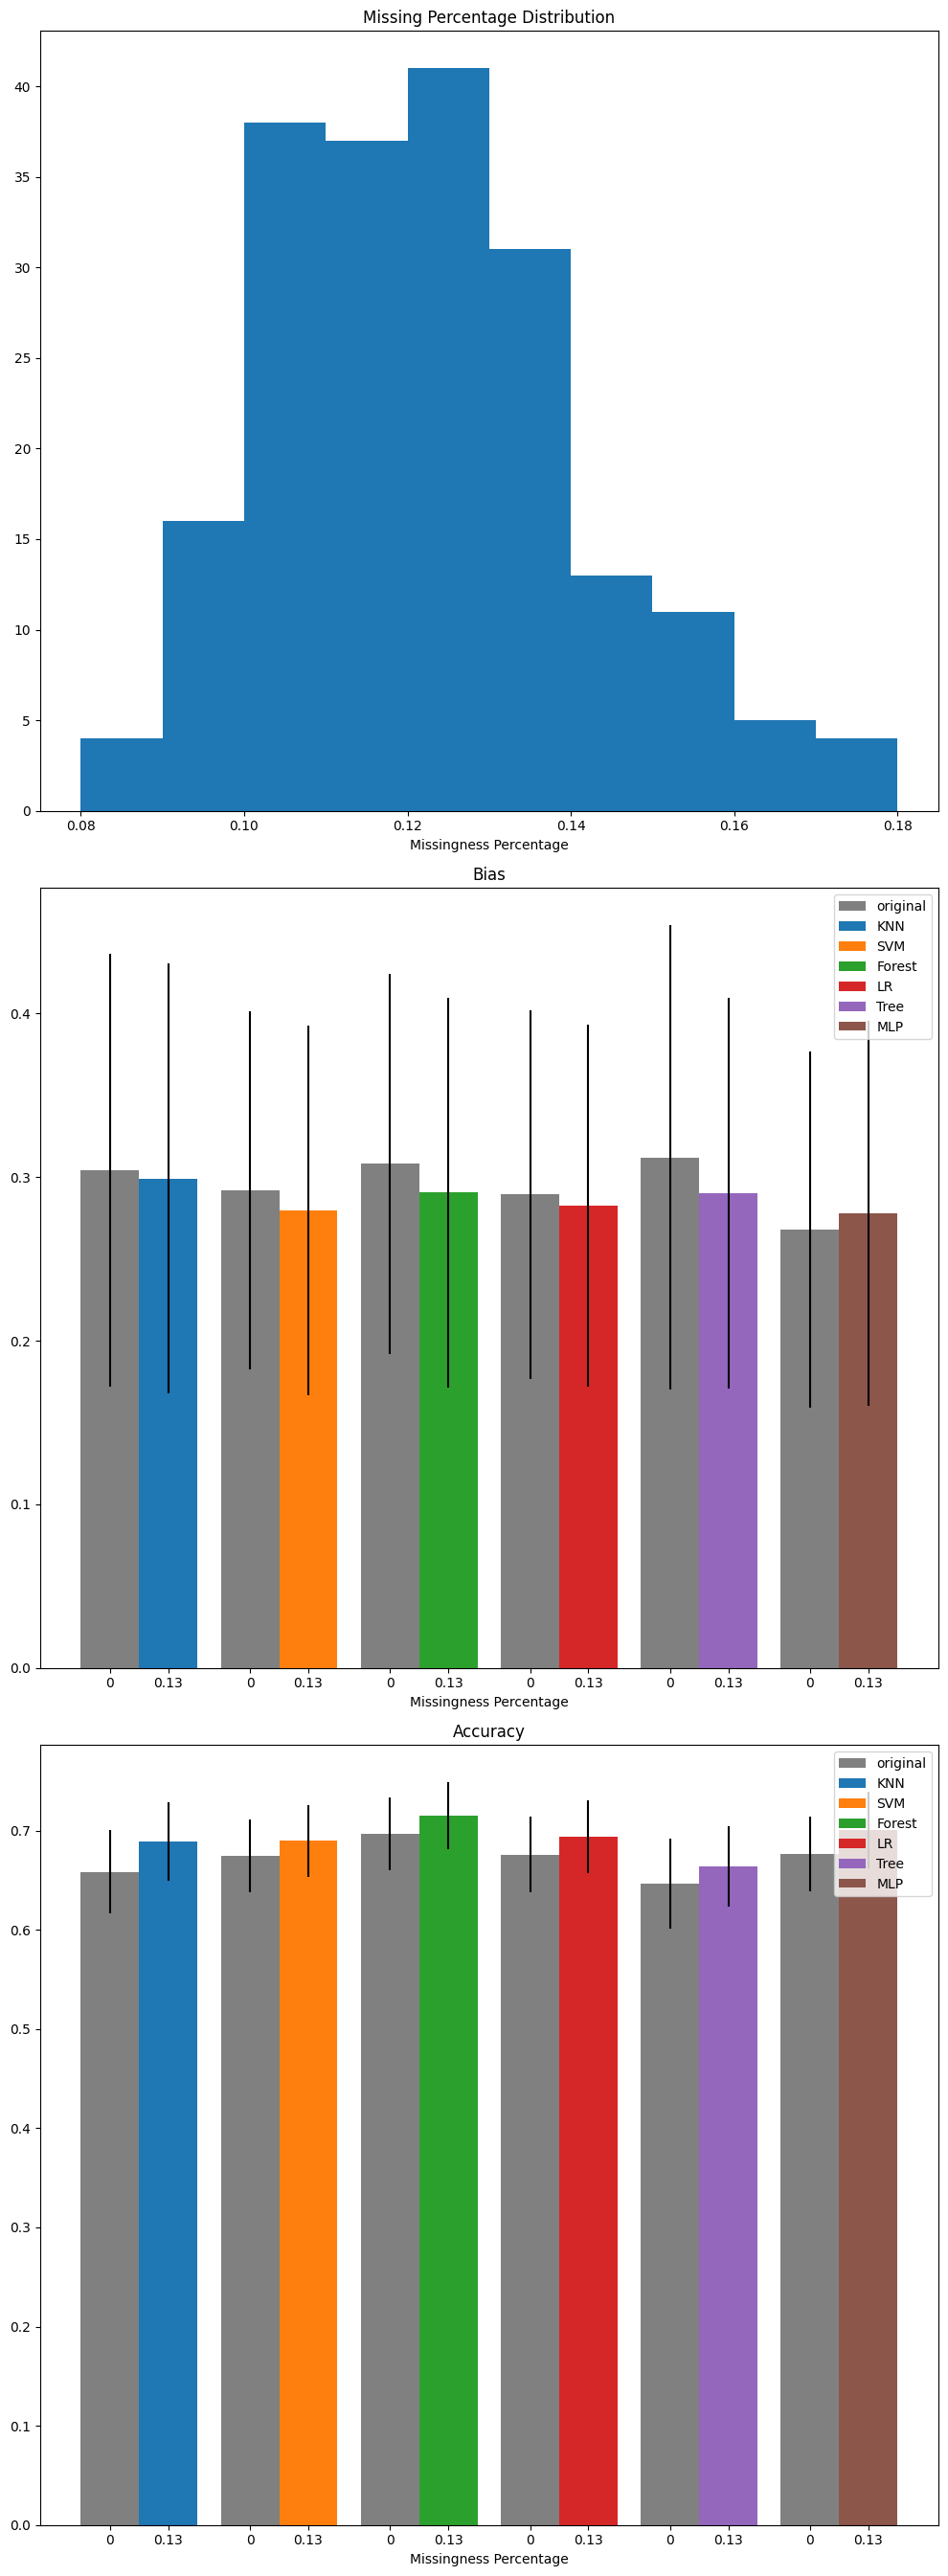 Missing Percentage Distribution
40
35
30
25
20
15
10
5
0
0.08 0.10 0.12 0.14 0.16 0.18
Missingness Percentage
Bias
original
KNN
SVM
Forest
LR
Tree
MLP
0.4
0.3
0.2
0.1
0.0
0 0.13 0 0.13 0 0.13 0 0.13 0 0.13 0 0.13
Missingness Percentage
Accuracy
original
KNN
SVM
Forest
LR
Tree
MLP
0.7
0.6
0.5
0.4
0.3
0.2
0.1
0.0
0 0.13 0 0.13 0 0.13 0 0.13 0 0.13 0 0.13
Missingness Percentage